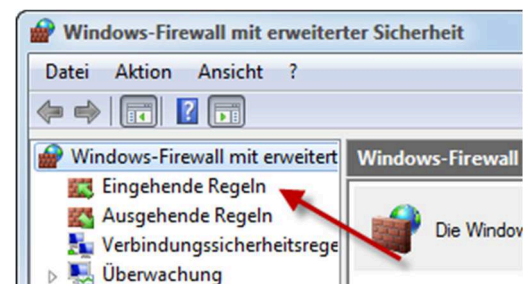 Windows-Firewall mit erweiterter Sicherheit
Datei Aktion Ansicht ?
Windows-Firewall mit erweitert
Windows-Firewall
Eingehende Regeln
Ausgehende Regeln
Die Window
Verbindungssicherheitsrege
Überwachung